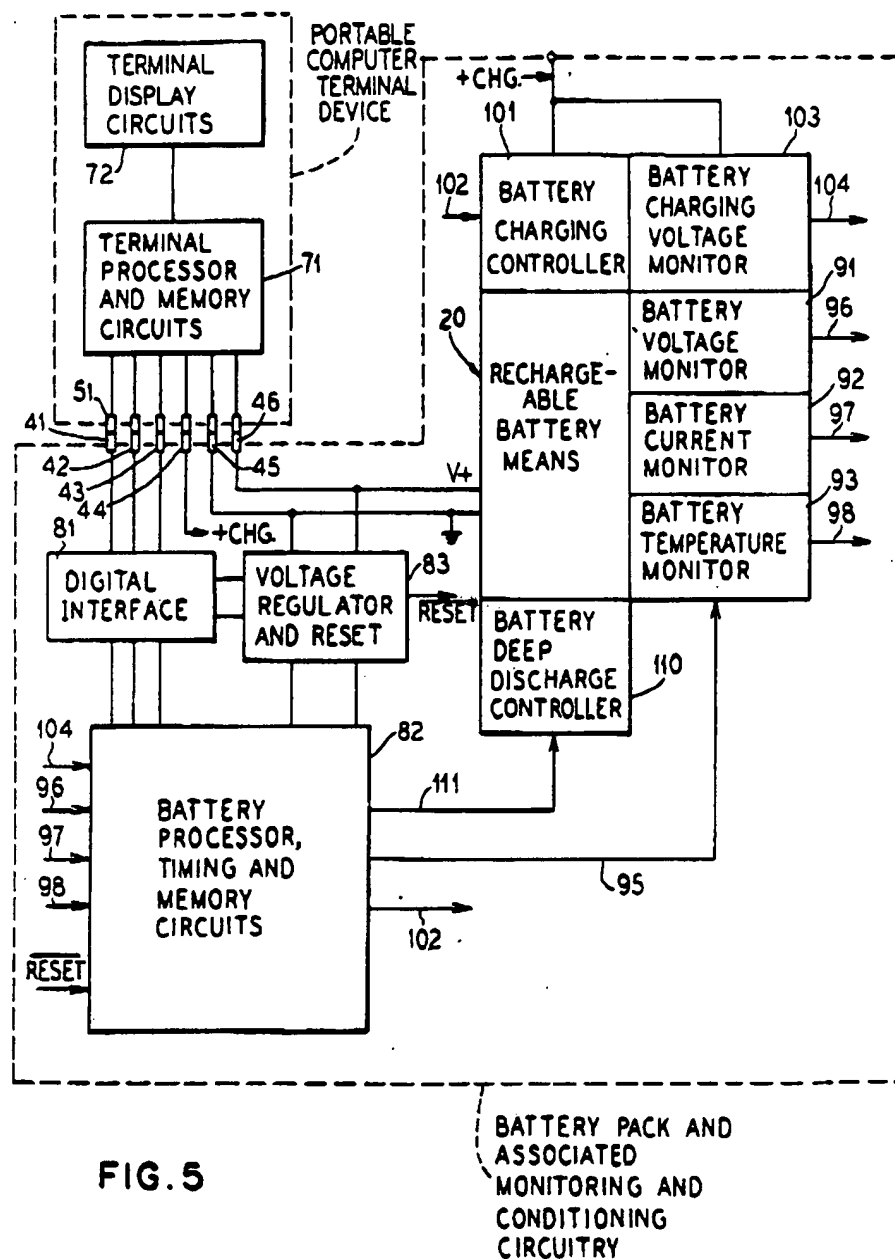 TERMINAL
DISPLAY
CIRCUITS
72
PORTABLE
COMPUTER
TERMINAL
DEVICE
TERMINAL
PROCESSOR
AND MEMORY
CIRCUITS
71
51
41
42
43
44
45
46
+CHG.
+CHG.
101
102
BATTERY
CHARGING
CONTROLLER
103
BATTERY
CHARGING
VOLTAGE
MONITOR
104
91
BATTERY
VOLTAGE
MONITOR
96
92
BATTERY
CURRENT
MONITOR
97
93
BATTERY
TEMPERATURE
MONITOR
98
20
RECHARGE-
ABLE
BATTERY
MEANS
V+
81
DIGITAL
INTERFACE
VOLTAGE
REGULATOR
AND RESET
83
RESET
BATTERY
DEEP
DISCHARGE
CONTROLLER
110
104
96
97
98
RESET
82
BATTERY
PROCESSOR,
TIMING AND
MEMORY
CIRCUITS
111
95
102
FIG.5
BATTERY PACK AND
ASSOCIATED
MONITORING AND
CONDITIONING
CIRCUITRY